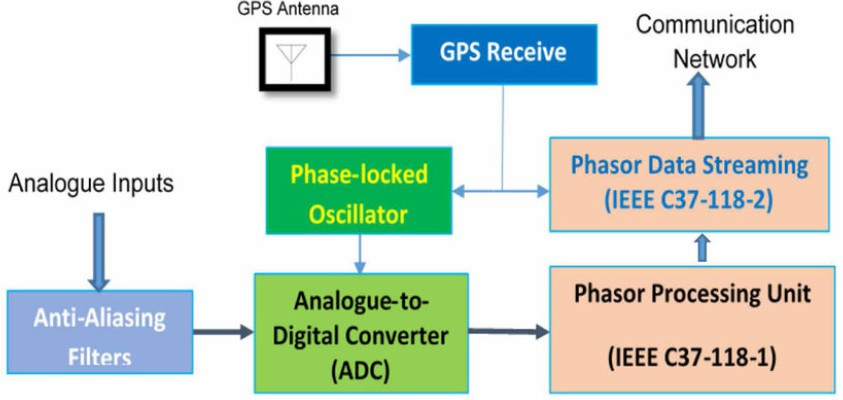 GPS Antenna
GPS Receive
Communication
Network
Analogue Inputs
Phase-locked
Oscillator
Phasor Data Streaming
(IEEE C37-118-2)
Anti-Aliasing
Filters
Analogue-to-
Digital Converter
(ADC)
Phasor Processing Unit
(IEEE C37-118-1)